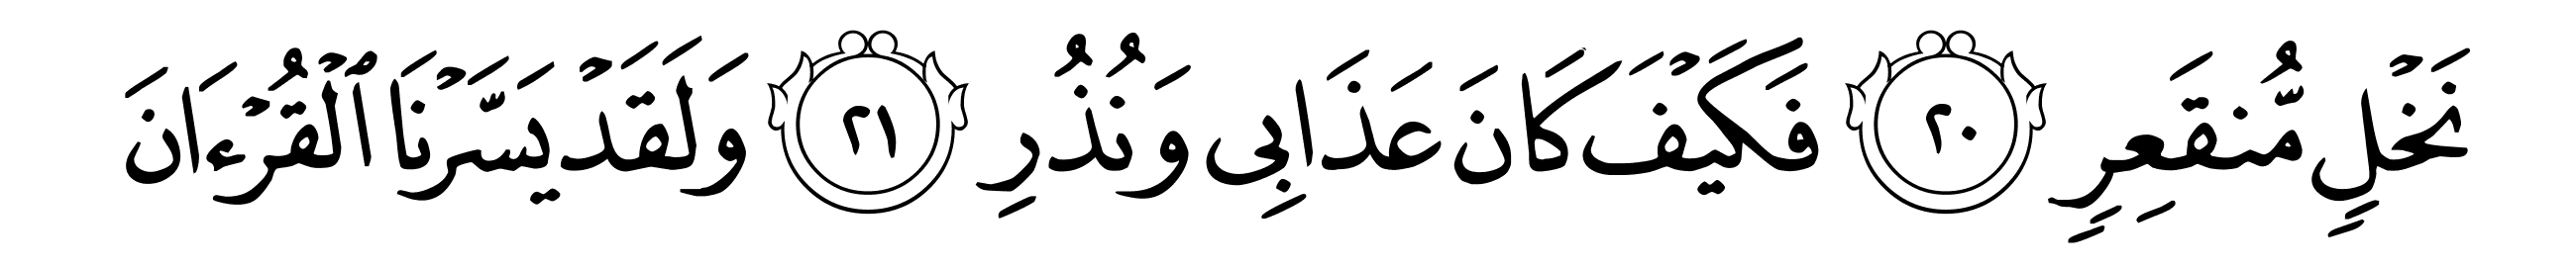 نَخْلٍ مُّنقَعِرٍ ٢٠ فَكَيْفَ كَانَ عَذَابِى وَنُذُرِ ٢١ وَلَقَدْ يَسَّرْنَا ٱلْقُرْءَانَ